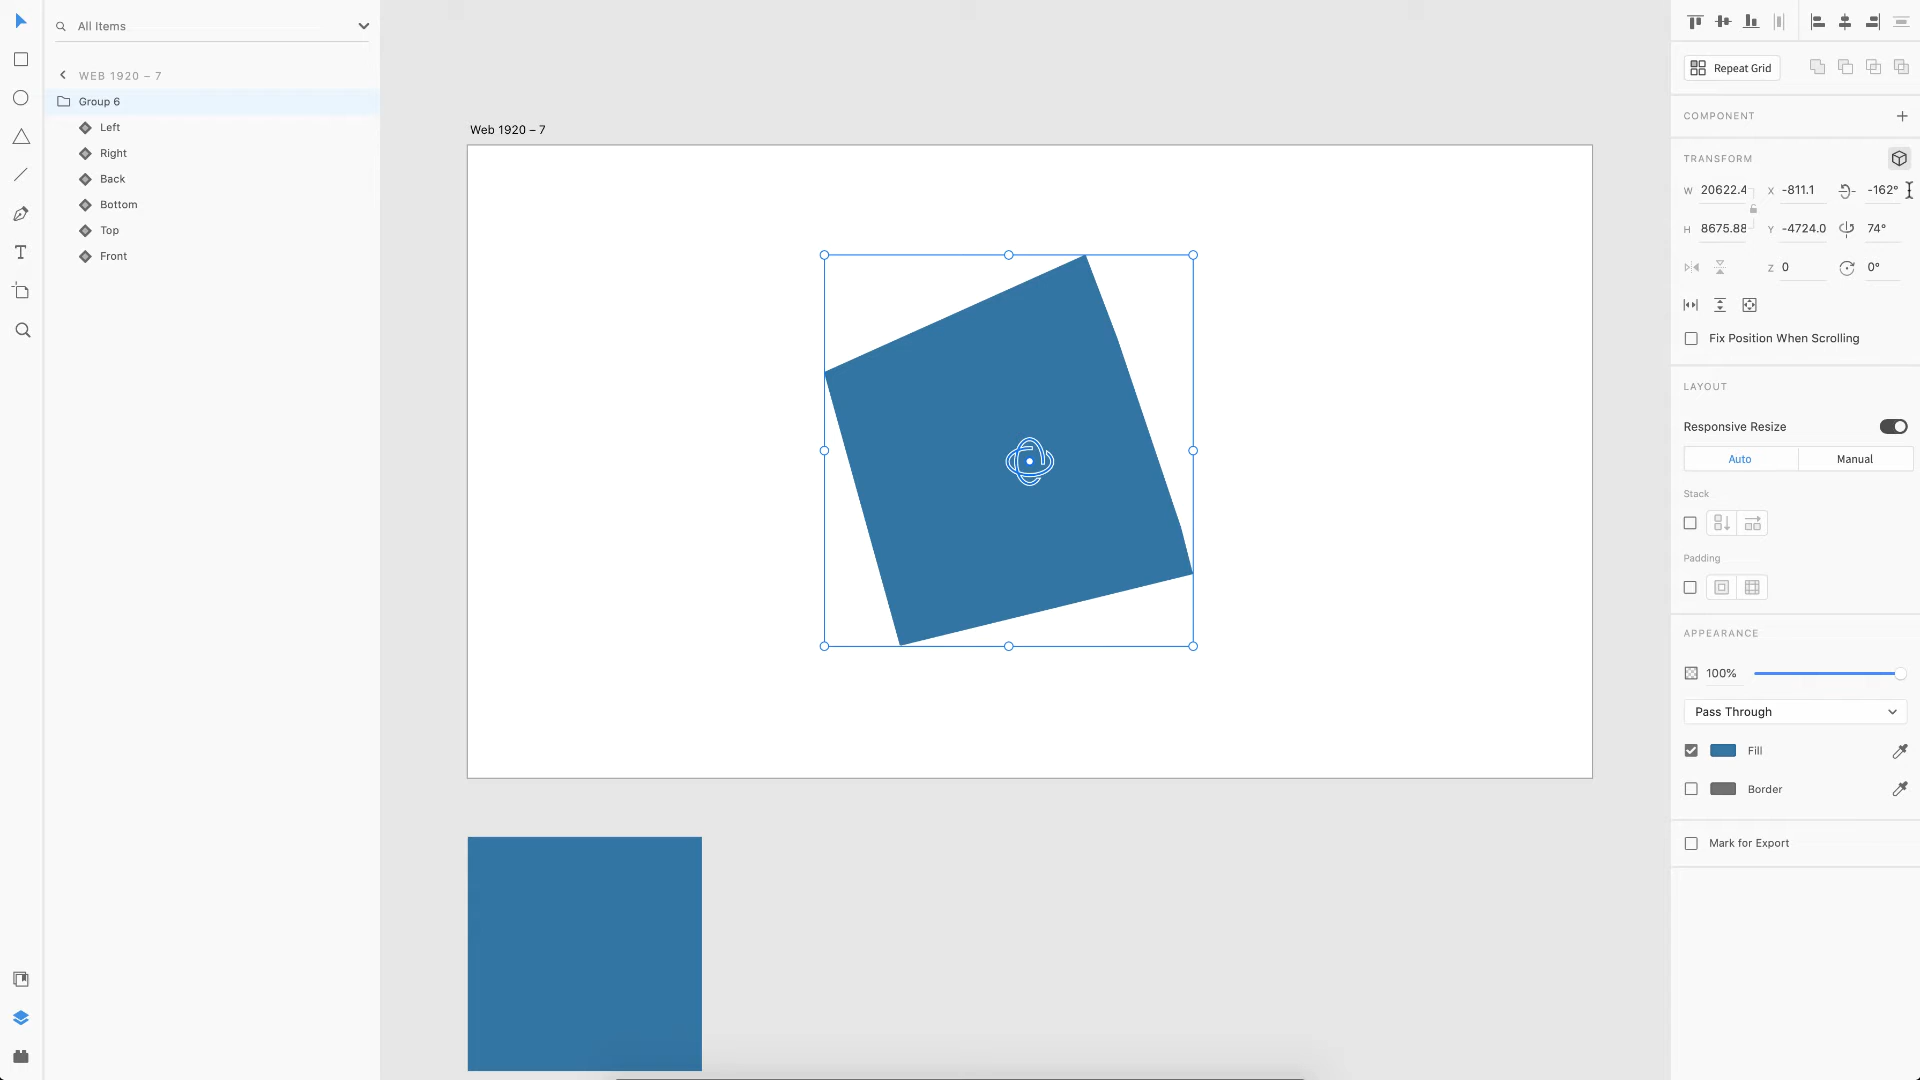 All Items
WEB 1920 – 7
Group 6
Left
Right
Back
Bottom
Top
Front
Web 1920 – 7
Repeat Grid
COMPONENT
TRANSFORM
W 20622.4 X -811.1 -162°
H 8675.88 Y -4724.0 74°
Z 0 0°
Fix Position When Scrolling
LAYOUT
Responsive Resize
Auto Manual
Stack
Padding
APPEARANCE
100%
Pass Through
Fill
Border
Mark for Export